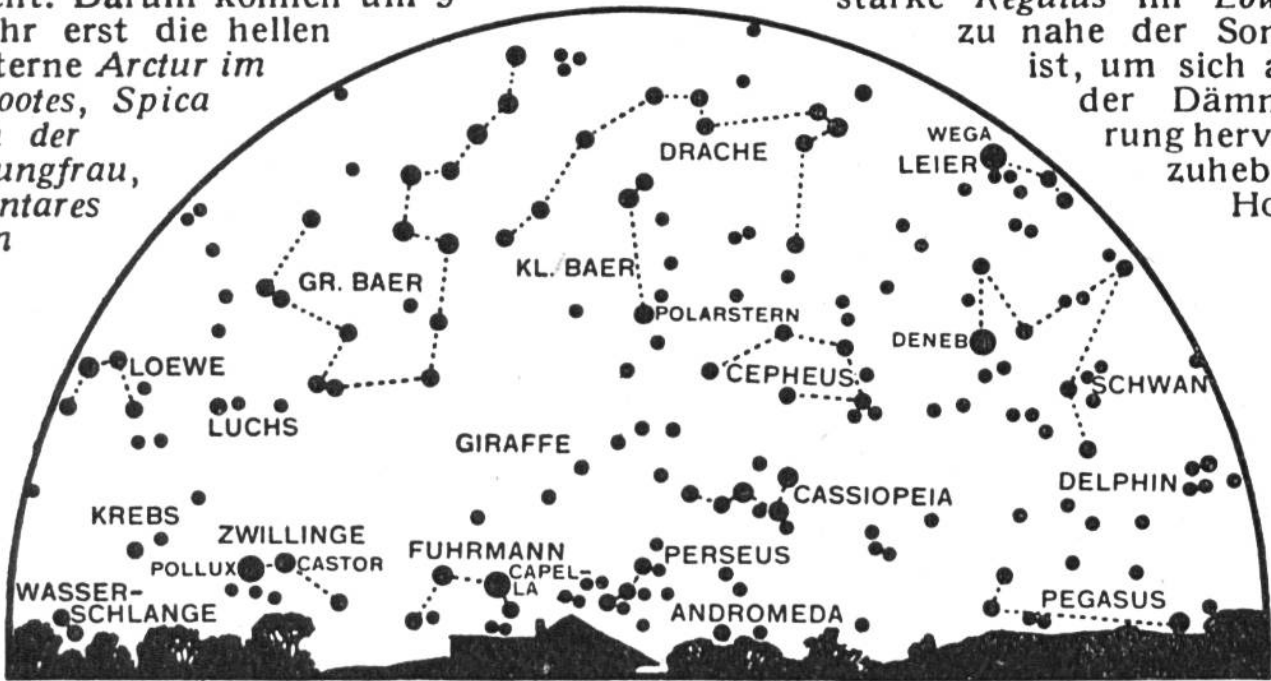 Darum können um
hr erst die hellen
terne Arctur im
ootes, Spica
der
ungfrau,
ntares
n
starke Regulus im
zu nahe der Son
ist, um sich a
der Dämm
rung herv
zuheb
Ho
WEGA
LEIER
DRACHE
GR. BAER
KL. BAER
POLARSTERN
DENEB
LOEWE
CEPHEUS
SCHWAN
LUCHS
GIRAFFE
DELPHIN
CASSIOPEIA
KREBS
ZWILLINGE
POLLUX
CASTOR
FUHRMANN
CAPEL-
LA
PERSEUS
WASSER-
SCHLANGE
ANDROMEDA
PEGASUS